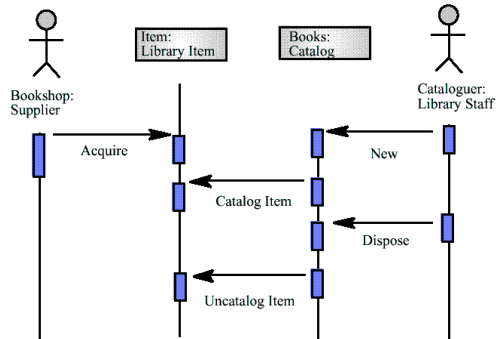 Item:
Library Item
Books:
Catalog
Bookshop:
Supplier
Cataloguer:
Library Staff
Acquire
New
Catalog Item
Dispose
Uncatalog Item